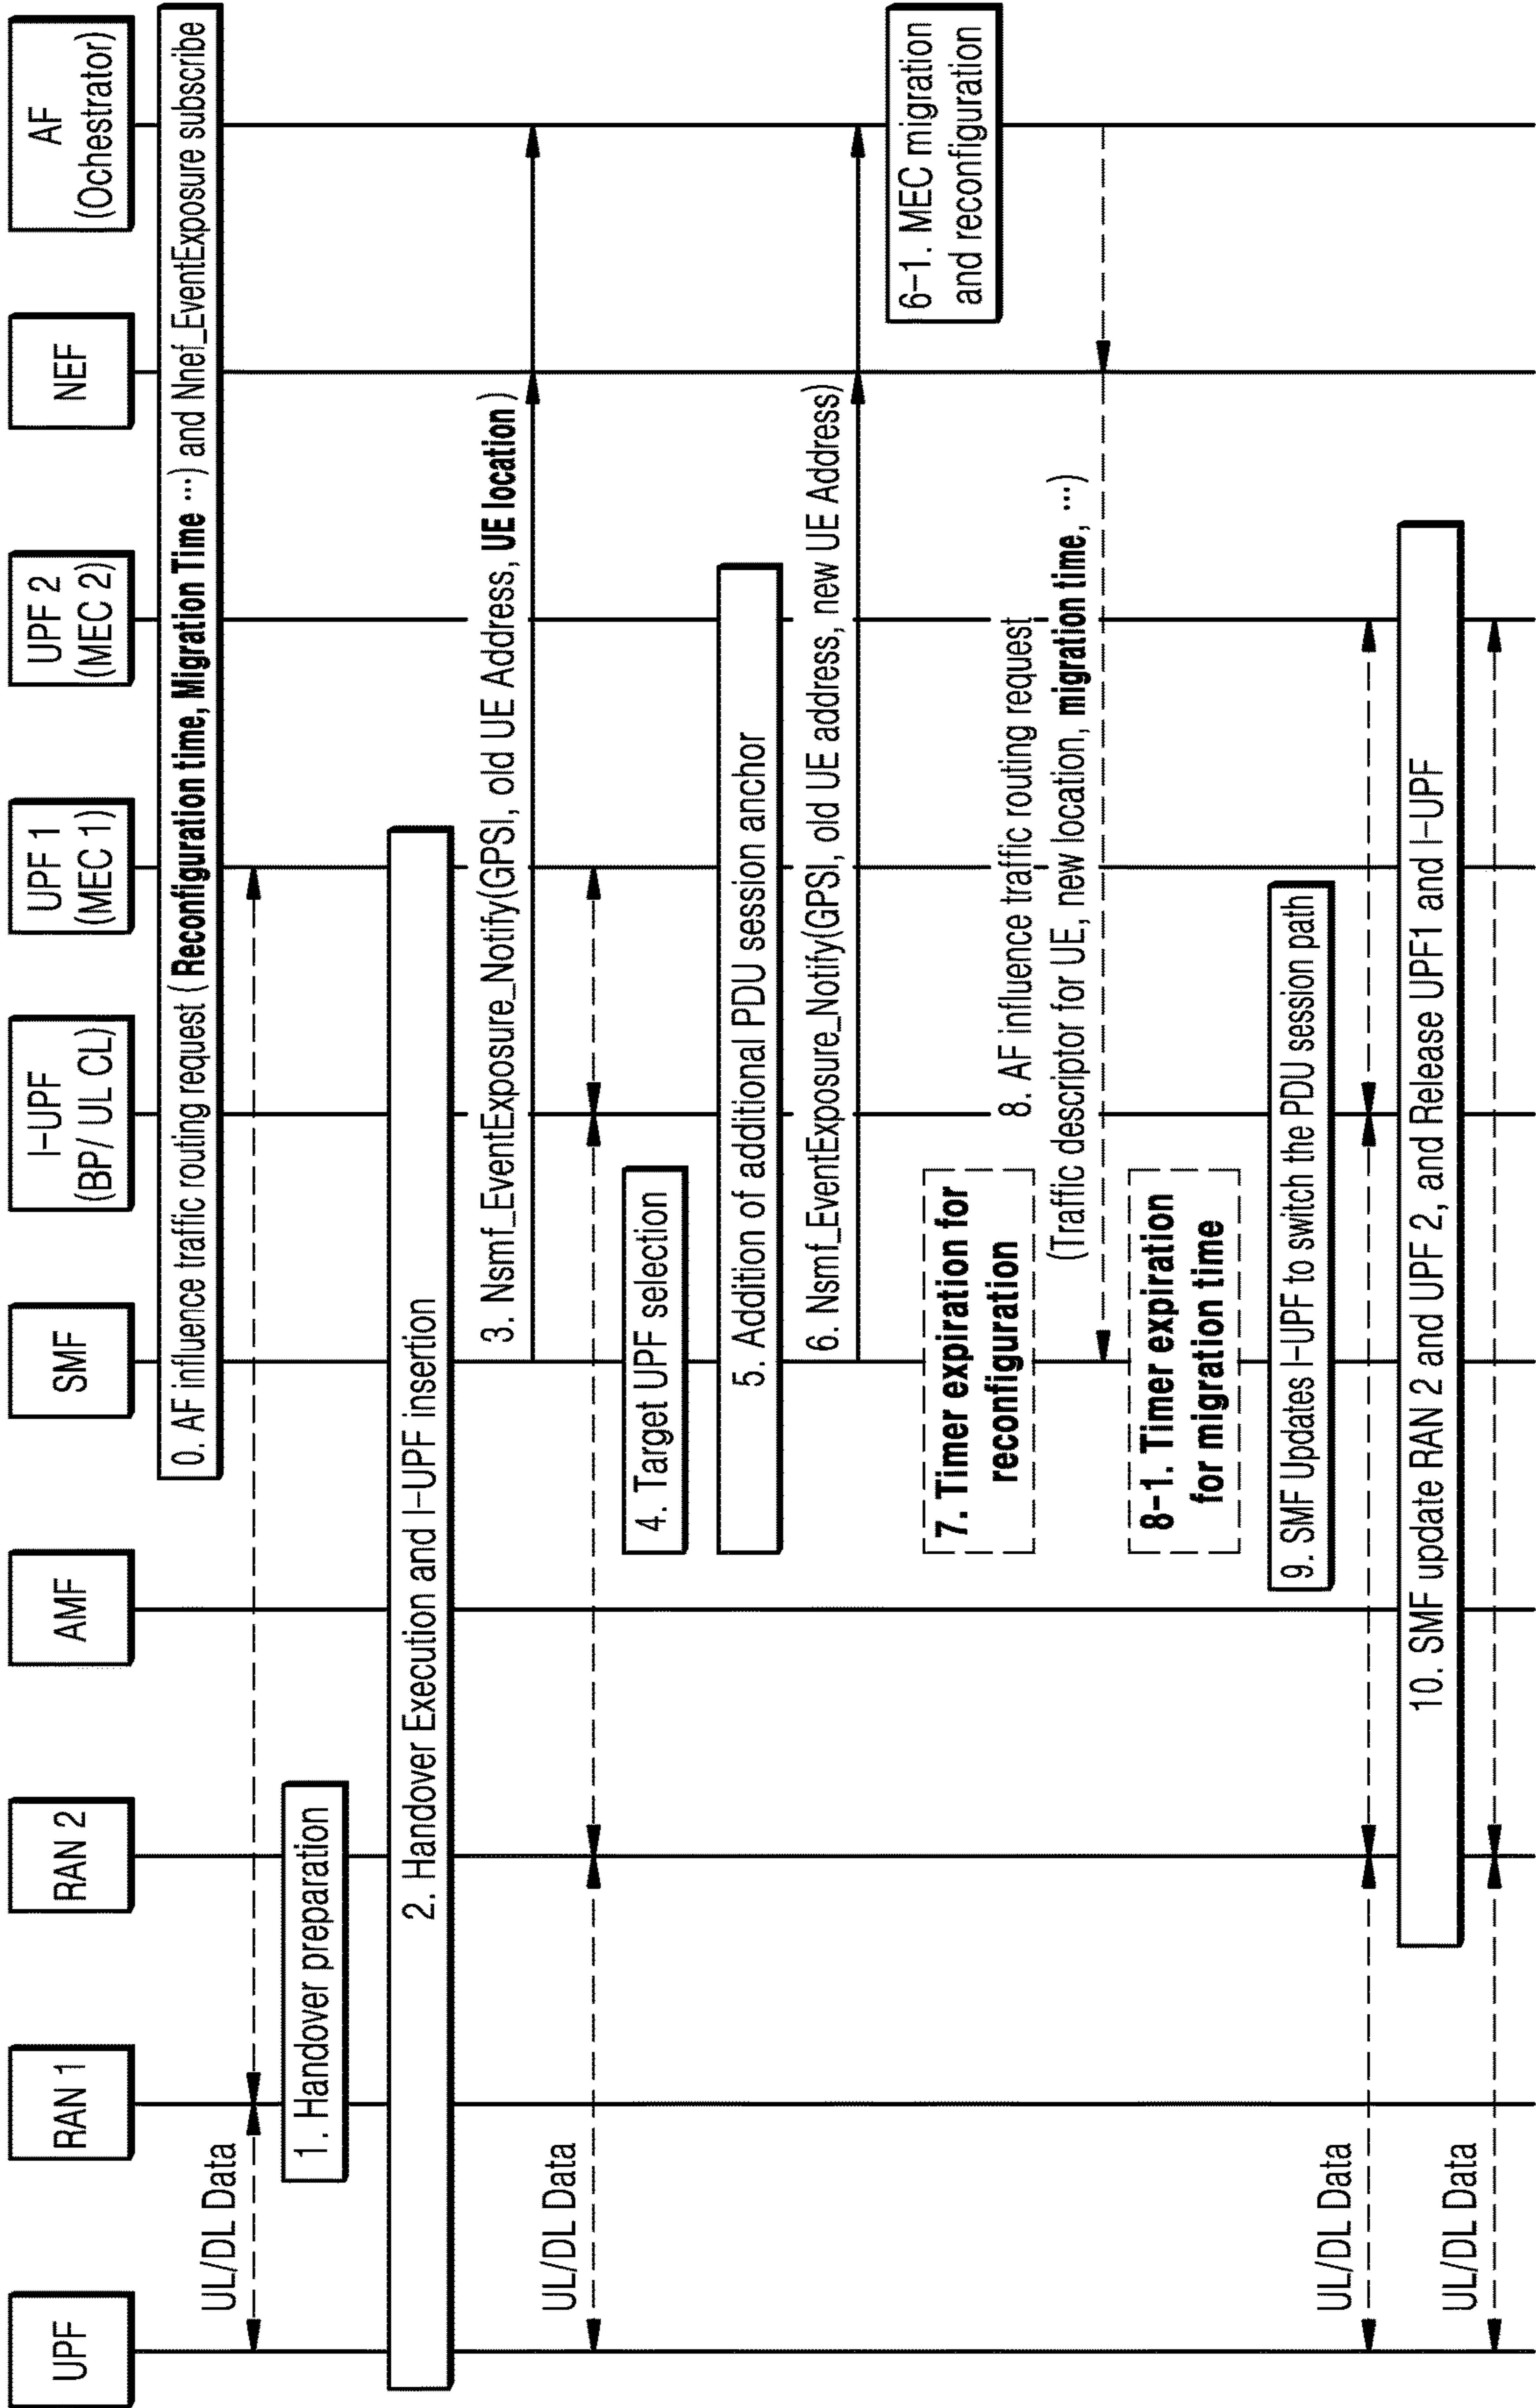 UPF
RAN 1
RAN 2
AMF
SMF
I-UPF
(BP/ UL CL)
UPF 1
(MEC 1)
UPF 2
(MEC 2)
NEF
AF
(Ochestrator)
0. AF influence traffic routing request ( Reconfiguration time, Migration Time ⋯) and Nnef_EventExposure subscribe
UL/DL Data
1. Handover preparation
2. Handover Execution and I-UPF insertion
3. Nsmf_EventExposure_Notify(GPSI, old UE Address, UE location)
UL/DL Data
4. Target UPF selection
5. Addition of additional PDU session anchor
6. Nsmf_EventExposure_Notify(GPSI, old UE address, new UE Address)
6-1. MEC migration
and reconfiguration
7. Timer expiration for
reconfiguration
8. AF influence traffic routing request
(Traffic descriptor for UE, new location, migration time, ⋯)
8-1. Timer expiration
for migration time
9. SMF Updates I-UPF to switch the PDU session path
UL/DL Data
10. SMF update RAN 2 and UPF 2, and Release UPF1 and I-UPF
UL/DL Data